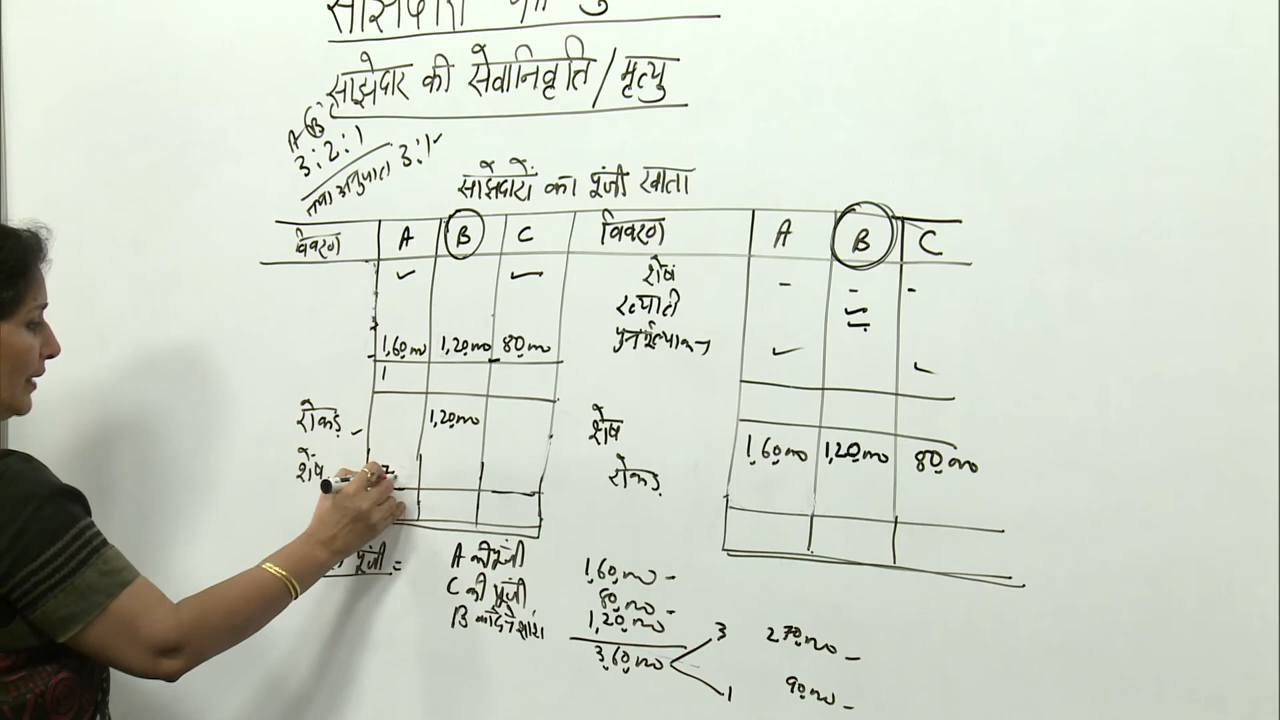 साझेदार की सेवानिवृति / मृत्यु
A B
3:2:1
नया अनुपात 3:1
साझेदारों का पूंजी खाता
विवरण A B C विवरण A B C
शेष - - -
ख्याति
पुनर्मूल्यांकन
1,60,000 1,20,000 80,000
रोकड़ 1,20,000 शेष 1,60,000 1,20,000 80,000
शेष रोकड़
पूंजी = A की पूंजी 1,60,000 -
C की पूंजी 80,000 -
B को देय राशि 1,20,000
3,60,000
3 2,70,000 -
1 90,000 -